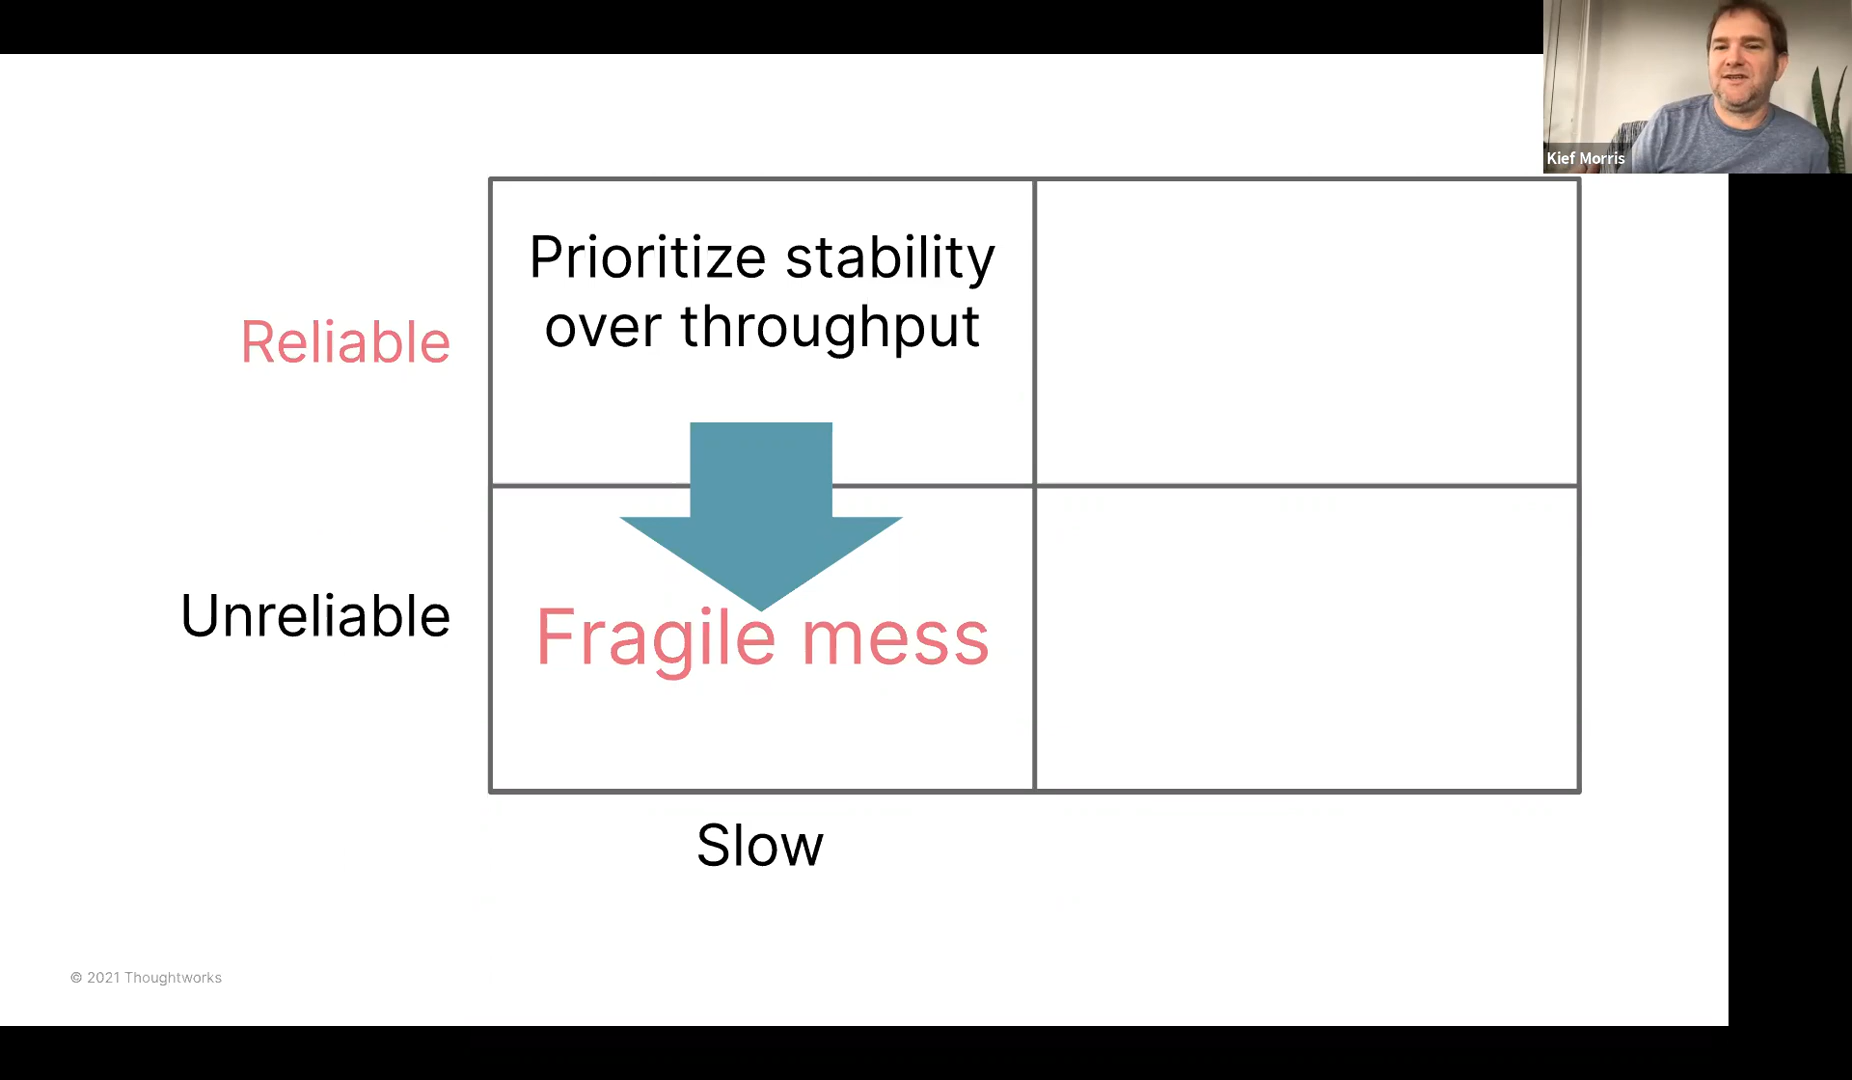 Kief Morris
Prioritize stability
over throughput
Reliable
Unreliable
Fragile mess
Slow
© 2021 Thoughtworks